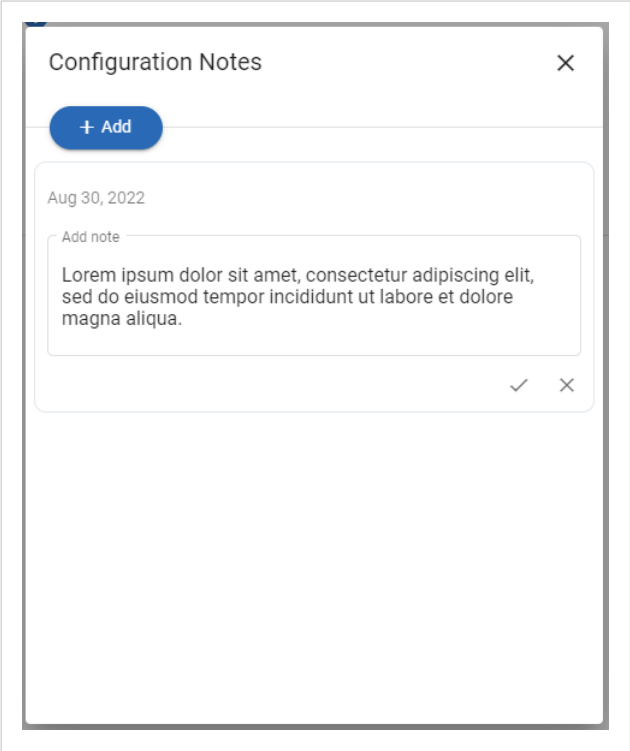 Configuration Notes
+ Add
Aug 30, 2022
Add note
Lorem ipsum dolor sit amet, consectetur adipiscing elit,
sed do eiusmod tempor incididunt ut labore et dolore
magna aliqua.